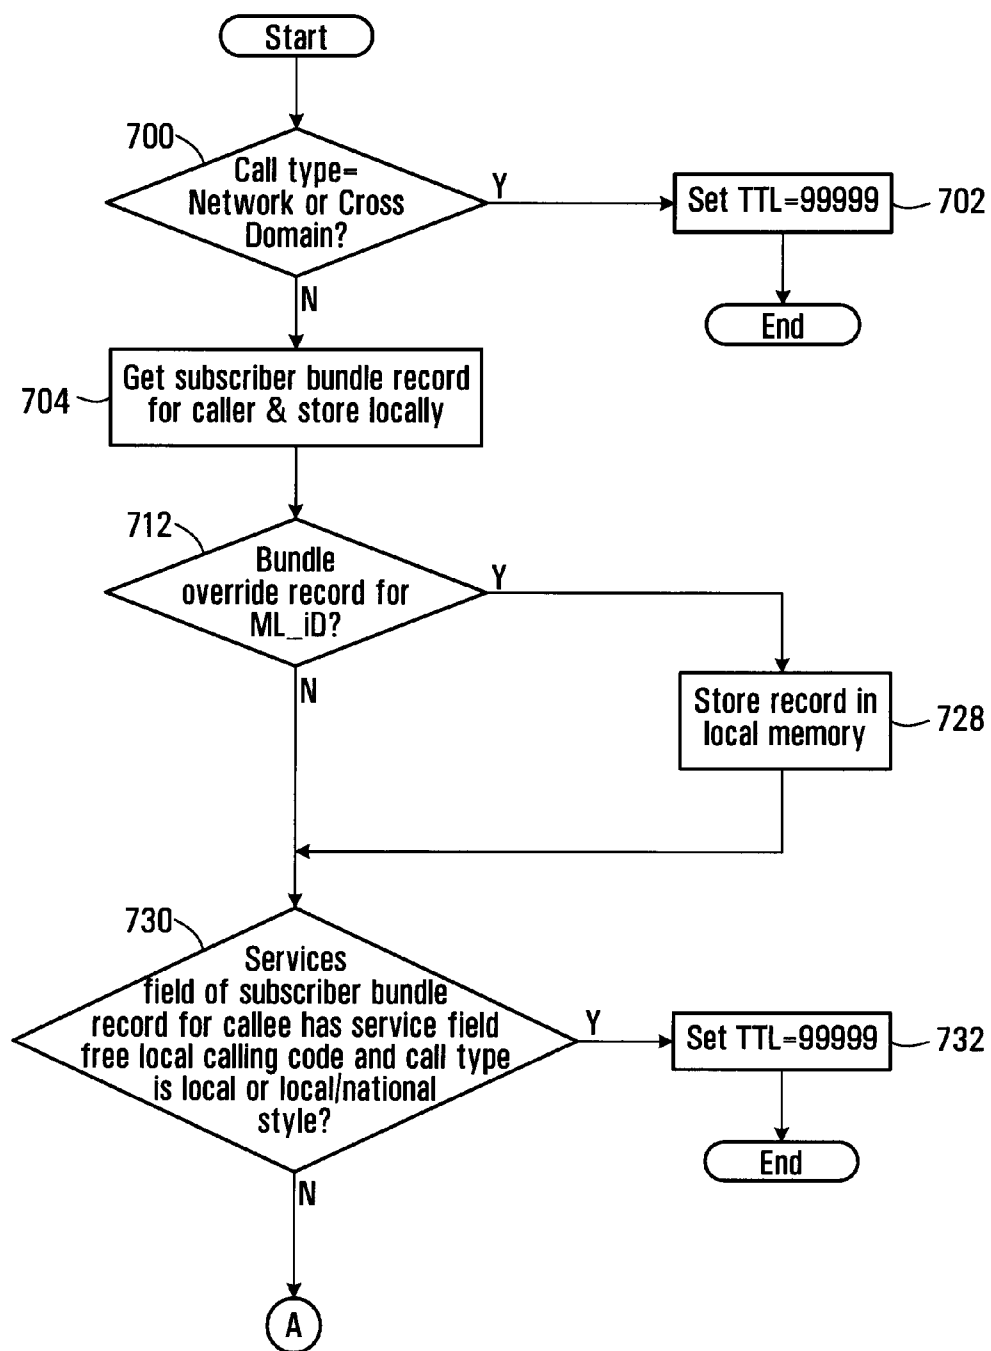 Start
700
Call type=
Network or Cross
Domain?
Y
Set TTL=99999
702
End
N
704
Get subscriber bundle record
for caller & store locally
712
Bundle
override record for
ML_iD?
Y
N
Store record in
local memory
728
730
Services
field of subscriber bundle
record for callee has service field
free local calling code and call type
is local or local/national
style?
Y
Set TTL=99999
732
End
N
A